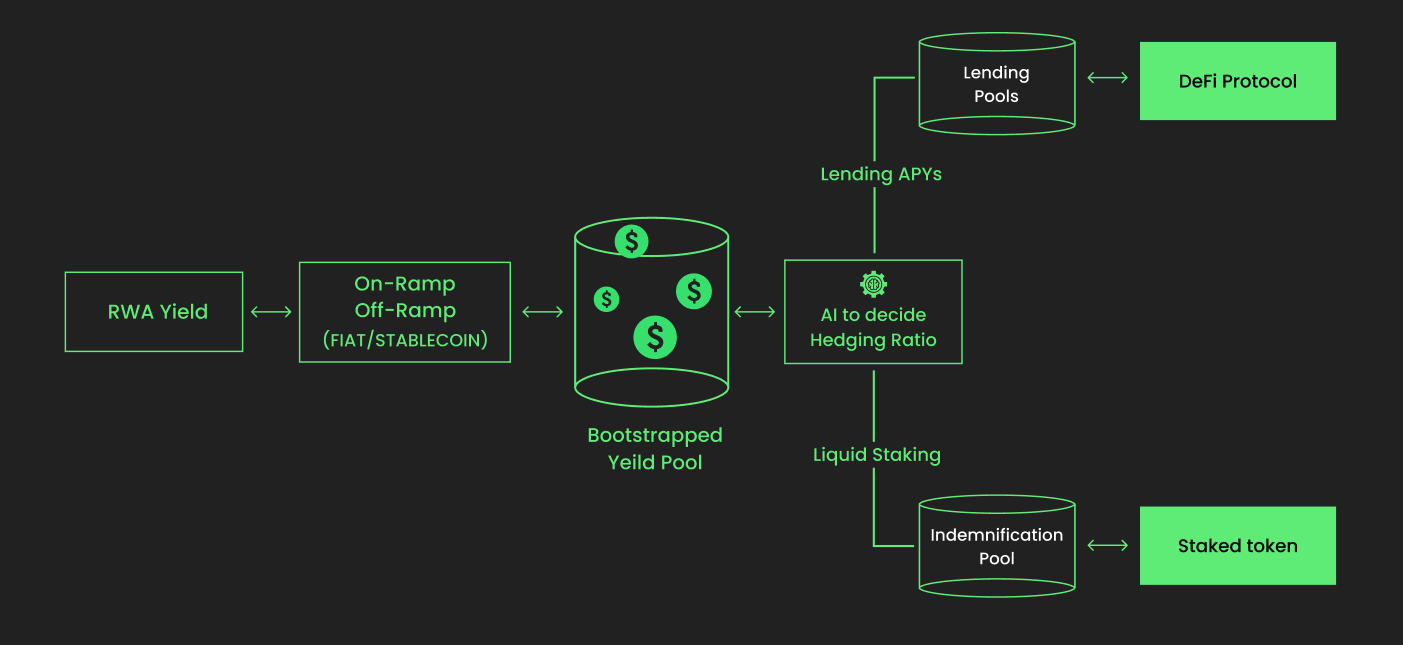 RWA Yield
On-Ramp
Off-Ramp
(FIAT/STABLECOIN)
$
$
$
$
Bootstrapped
Yeild Pool
AI to decide
Hedging Ratio
Lending APYs
Lending
Pools
DeFi Protocol
Liquid Staking
Indemnification
Pool
Staked token